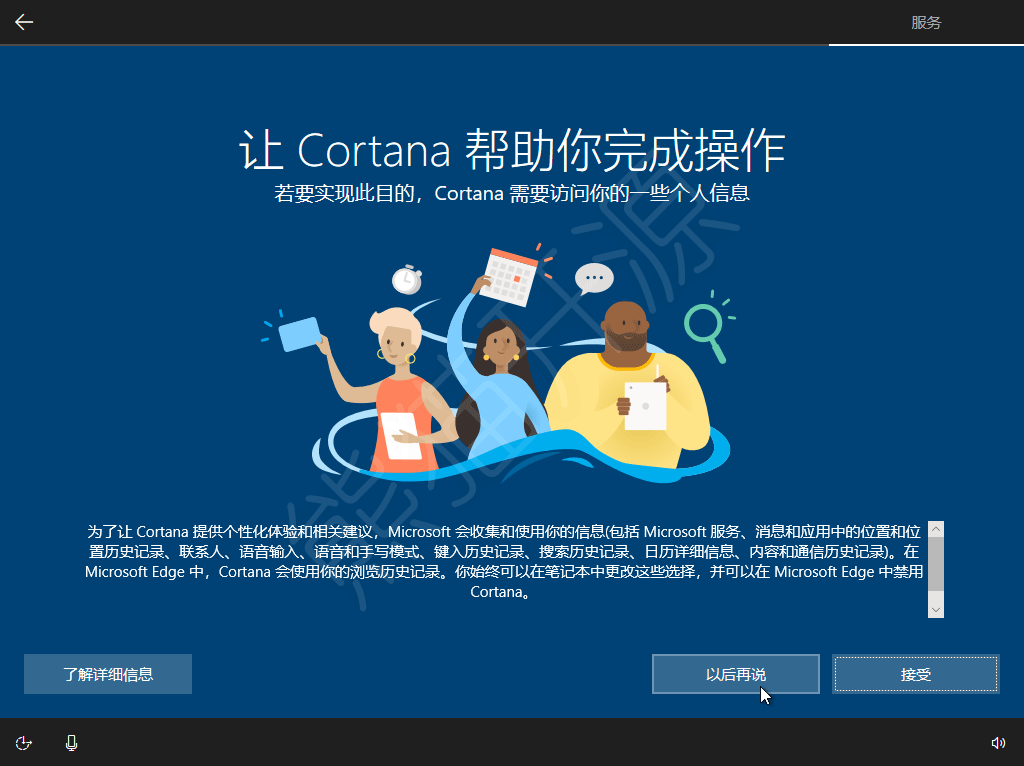 服务
让 Cortana 帮助你完成操作
若要实现此目的，Cortana 需要访问你的一些个人信息
为了让 Cortana 提供个性化体验和相关建议，Microsoft 会收集和使用你的信息(包括 Microsoft 服务、消息和应用中的位置和位
置历史记录、联系人、语音输入、语音和手写模式、键入历史记录、搜索历史记录、日历详细信息、内容和通信历史记录)。在
Microsoft Edge 中，Cortana 会使用你的浏览历史记录。你始终可以在笔记本中更改这些选择，并可以在 Microsoft Edge 中禁用
Cortana。
了解详细信息
以后再说
接受